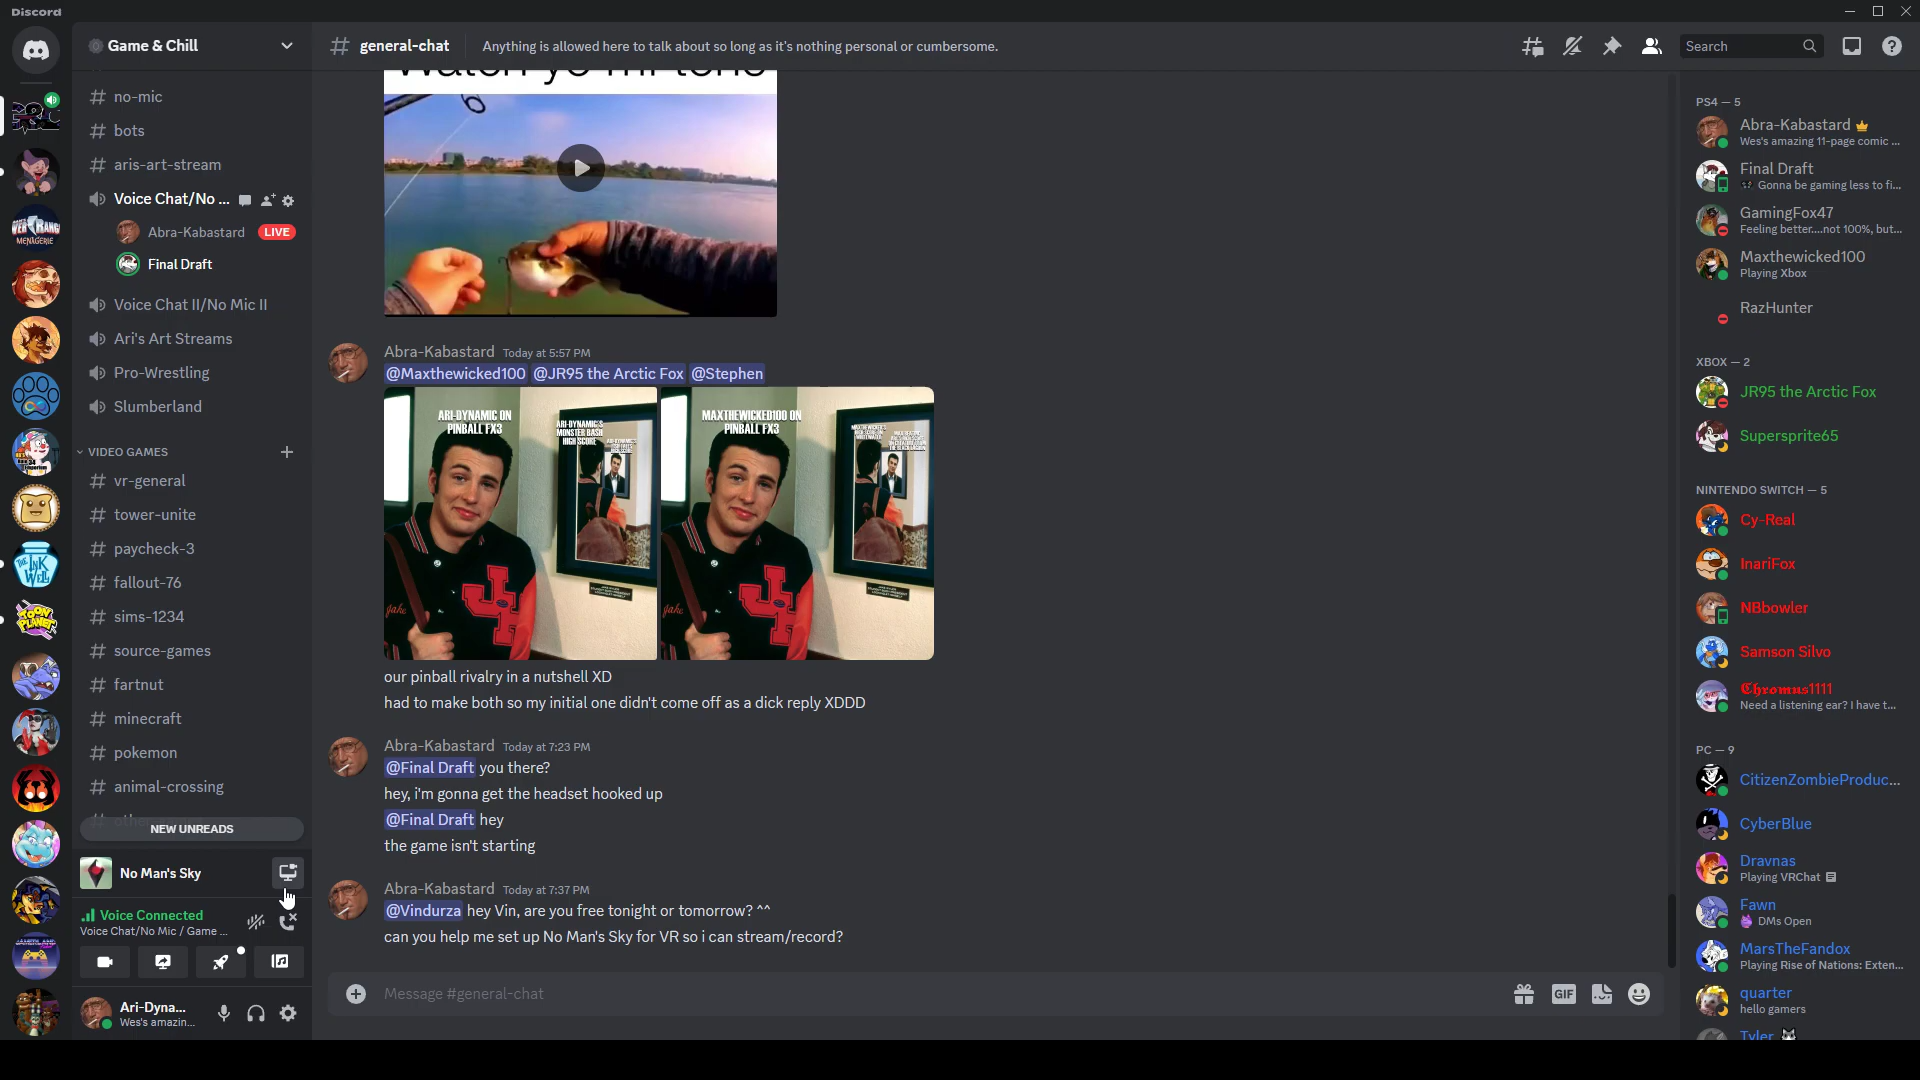 Discord
Game & Chill
general-chat
Anything is allowed here to talk about so long as it's nothing personal or cumbersome.
Search
no-mic
bots
aris-art-stream
Voice Chat/No ...
Abra-Kabastard
LIVE
Final Draft
Voice Chat II/No Mic II
Ari's Art Streams
Pro-Wrestling
Slumberland
VIDEO GAMES
vr-general
tower-unite
paycheck-3
fallout-76
sims-1234
source-games
fartnut
minecraft
pokemon
animal-crossing
NEW UNREADS
No Man's Sky
Voice Connected
Voice Chat/No Mic / Game ...
Ari-Dyna...
Wes's amazin...
Abra-Kabastard Today at 5:57 PM
@Maxthewicked100 @JR95 the Arctic Fox @Stephen
ARI-DYNAMIC ON
PINBALL FX3
ARI-DYNAMIC'S
MONSTER BASH
HIGH SCORE
MAXTHEWICKED100 ON
PINBALL FX3
our pinball rivalry in a nutshell XD
had to make both so my initial one didn't come off as a dick reply XDDD
Abra-Kabastard Today at 7:23 PM
@Final Draft you there?
hey, i'm gonna get the headset hooked up
@Final Draft hey
the game isn't starting
Abra-Kabastard Today at 7:37 PM
@Vindurza hey Vin, are you free tonight or tomorrow? ^^
can you help me set up No Man's Sky for VR so i can stream/record?
Message #general-chat
GIF
PS4 — 5
Abra-Kabastard
Wes's amazing 11-page comic ...
Final Draft
Gonna be gaming less to fi...
GamingFox47
Feeling better....not 100%, but...
Maxthewicked100
Playing Xbox
RazHunter
XBOX — 2
JR95 the Arctic Fox
Supersprite65
NINTENDO SWITCH — 5
Cy-Real
InariFox
NBbowler
Samson Silvo
𝕮𝖍𝖗𝖔𝖒𝖚𝖘1111
Need a listening ear? I have t...
PC — 9
CitizenZombieProduc...
CyberBlue
Dravnas
Playing VRChat
Fawn
DMs Open
MarsTheFandox
Playing Rise of Nations: Exten...
quarter
hello gamers
Tyler